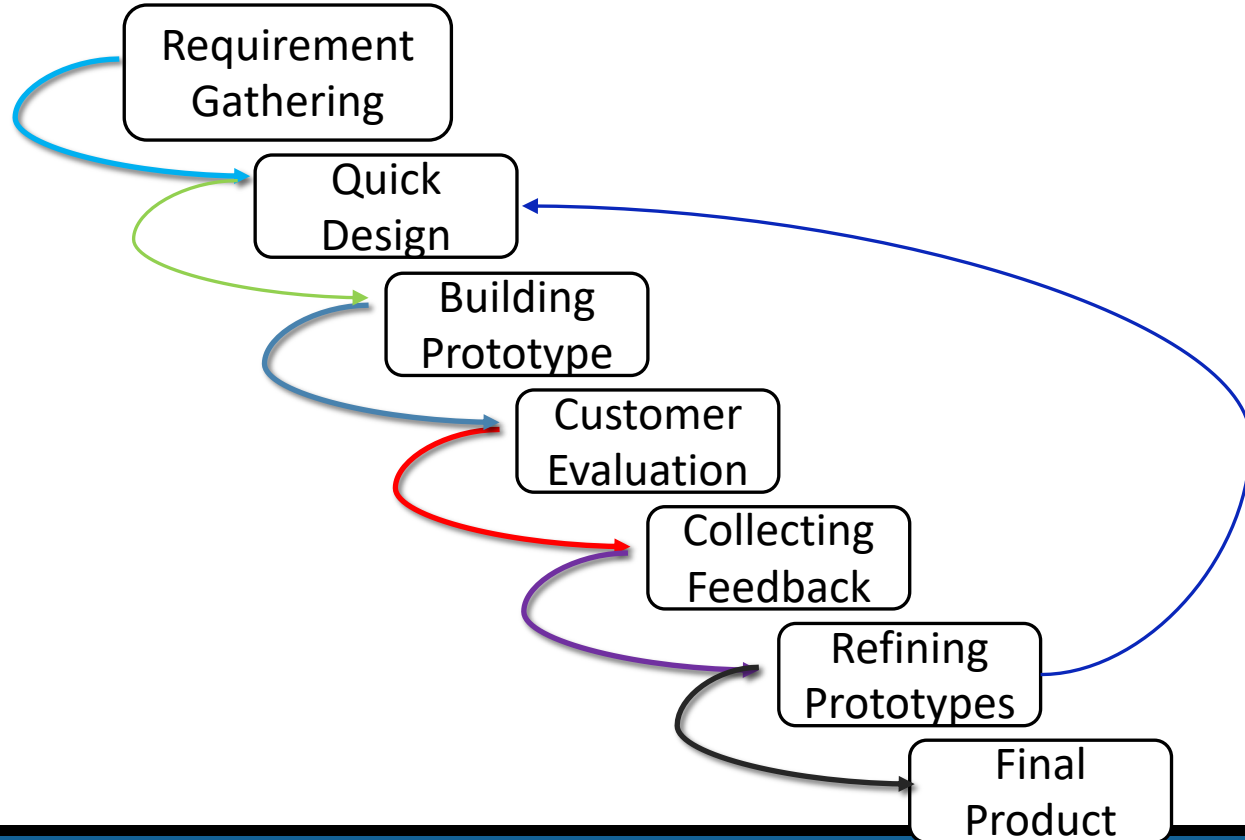 Requirement
Gathering
Quick
Design
Building
Prototype
Customer
Evaluation
Collecting
Feedback
Refining
Prototypes
Final
Product